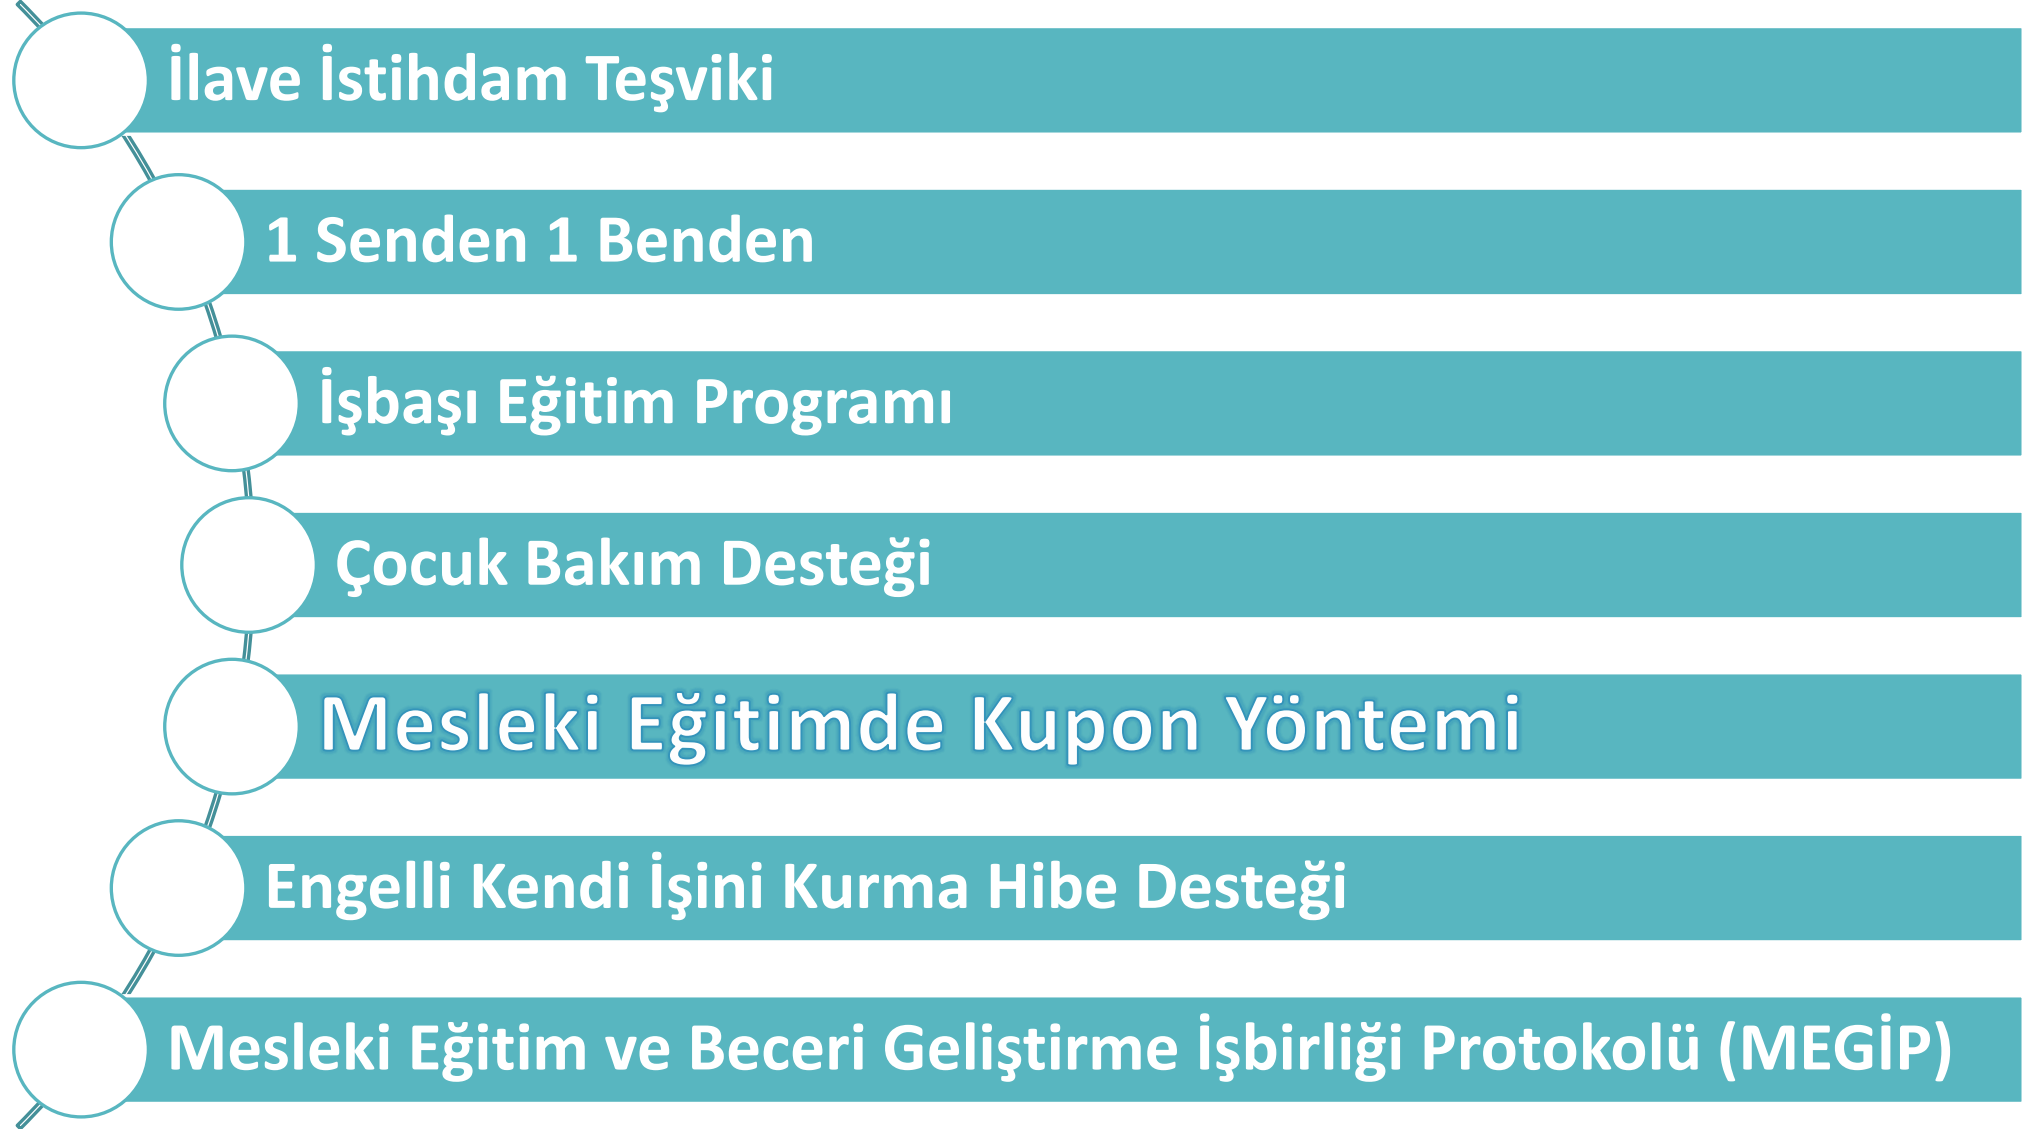 İlave İstihdam Teşviki
1 Senden 1 Benden
İşbaşı Eğitim Programı
Çocuk Bakım Desteği
Mesleki Eğitimde Kupon Yöntemi
Engelli Kendi İşini Kurma Hibe Desteği
Mesleki Eğitim ve Beceri Geliştirme İşbirliği Protokolü (MEGİP)